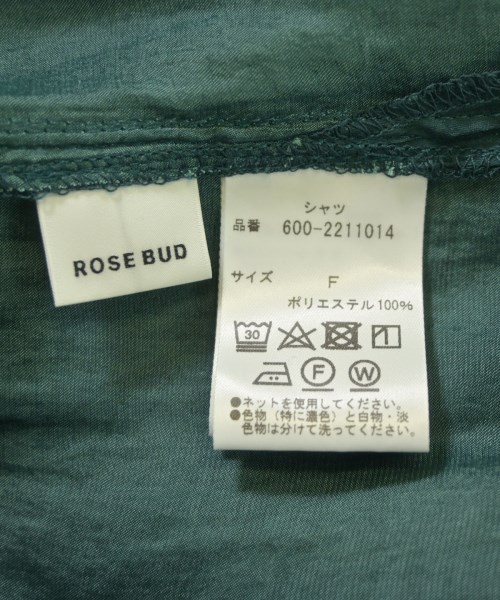 ROSE BUD
シャツ
品番 600-2211014
サイズ F
ポリエステル 100%
30
F W
●ネットを使用してください。
●色物（特に濃色）と白物・淡
色物は分けて洗ってください。